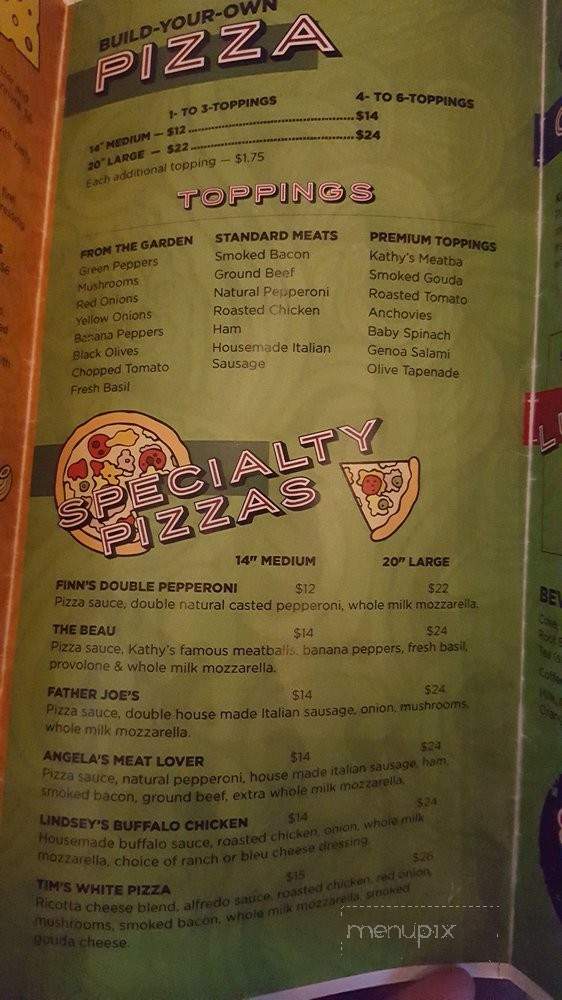 BUILD-YOUR-OWN
PIZZA
1- TO 3-TOPPINGS 4- TO 6-TOPPINGS
14" MEDIUM — $12 $14
20" LARGE — $22 $24
Each additional topping — $1.75
TOPPINGS
FROM THE GARDEN
Green Peppers
Mushrooms
Red Onions
Yellow Onions
Banana Peppers
Black Olives
Chopped Tomato
Fresh Basil
STANDARD MEATS
Smoked Bacon
Ground Beef
Natural Pepperoni
Roasted Chicken
Ham
Housemade Italian
Sausage
PREMIUM TOPPINGS
Kathy's Meatba
Smoked Gouda
Roasted Tomato
Anchovies
Baby Spinach
Genoa Salami
Olive Tapenade
SPECIALTY
PIZZAS
14" MEDIUM 20" LARGE
FINN'S DOUBLE PEPPERONI $12 $22
Pizza sauce, double natural casted pepperoni, whole milk mozzarella.
THE BEAU $14 $24
Pizza sauce, Kathy's famous meatballs, banana peppers, fresh basil,
provolone & whole milk mozzarella.
FATHER JOE'S $14 $24
Pizza sauce, double house made Italian sausage, onion, mushrooms,
whole milk mozzarella.
ANGELA'S MEAT LOVER $14 $24
Pizza sauce, natural pepperoni, house made italian sausage, ham,
smoked bacon, ground beef, extra whole milk mozzarella.
LINDSEY'S BUFFALO CHICKEN $14 $24
Housemade buffalo sauce, roasted chicken, onion, whole milk
mozzarella, choice of ranch or bleu cheese dressing.
TIM'S WHITE PIZZA $15 $26
Ricotta cheese blend, alfredo sauce, roasted chicken, red onion,
mushrooms, smoked bacon, whole milk mozzarella, smoked
gouda cheese.
BEV
menupix